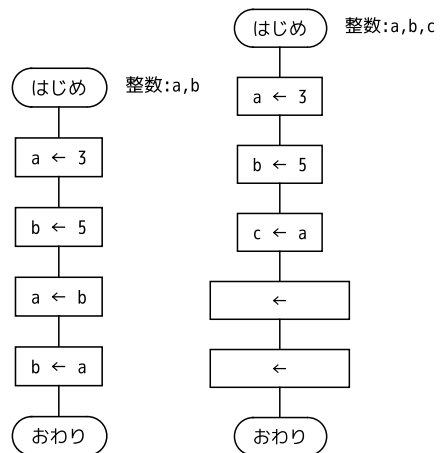 はじめ 整数:a,b
a ← 3
b ← 5
a ← b
b ← a
おわり
はじめ 整数:a,b,c
a ← 3
b ← 5
c ← a
←
←
おわり